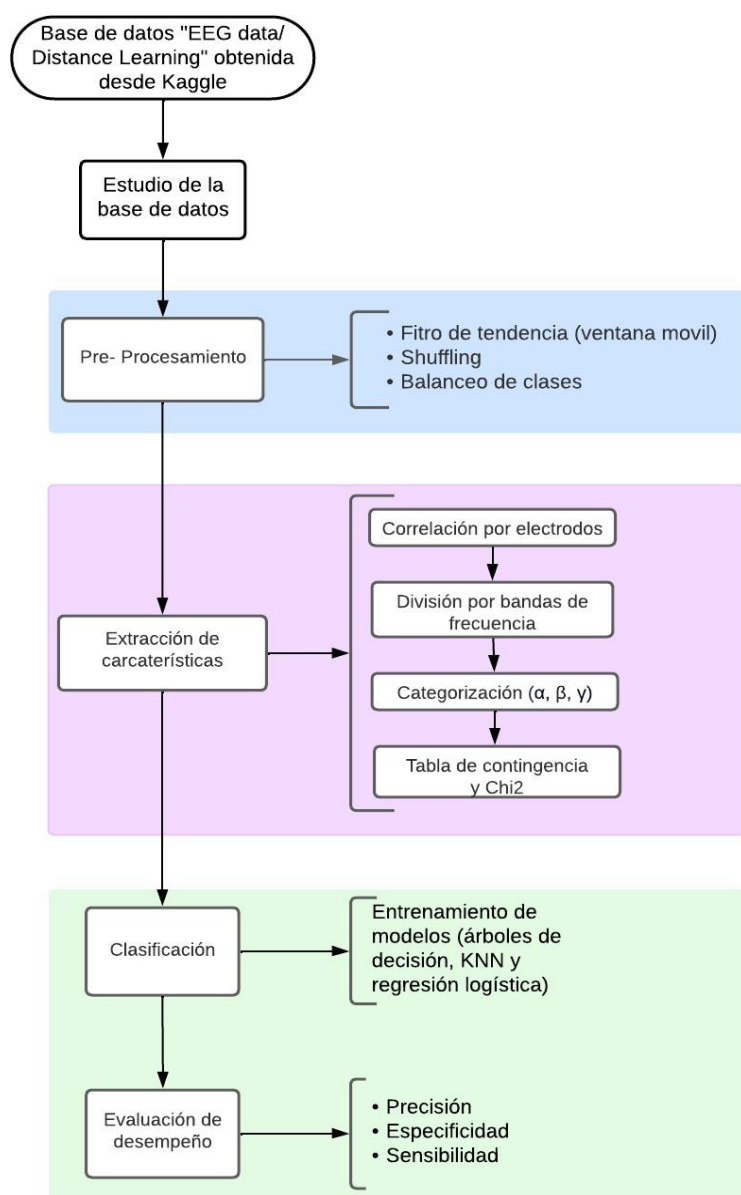 Base de datos "EEG data/
Distance Learning" obtenida
desde Kaggle
Estudio de la
base de datos
Pre- Procesamiento
• Fitro de tendencia (ventana movil)
• Shuffling
• Balanceo de clases
Extracción de
carcaterísticas
Correlación por electrodos
División por bandas de
frecuencia
Categorización (α, β, γ)
Tabla de contingencia
y Chi2
Clasificación
Entrenamiento de
modelos (árboles de
decisión, KNN y
regresión logística)
Evaluación de
desempeño
• Precisión
• Especificidad
• Sensibilidad